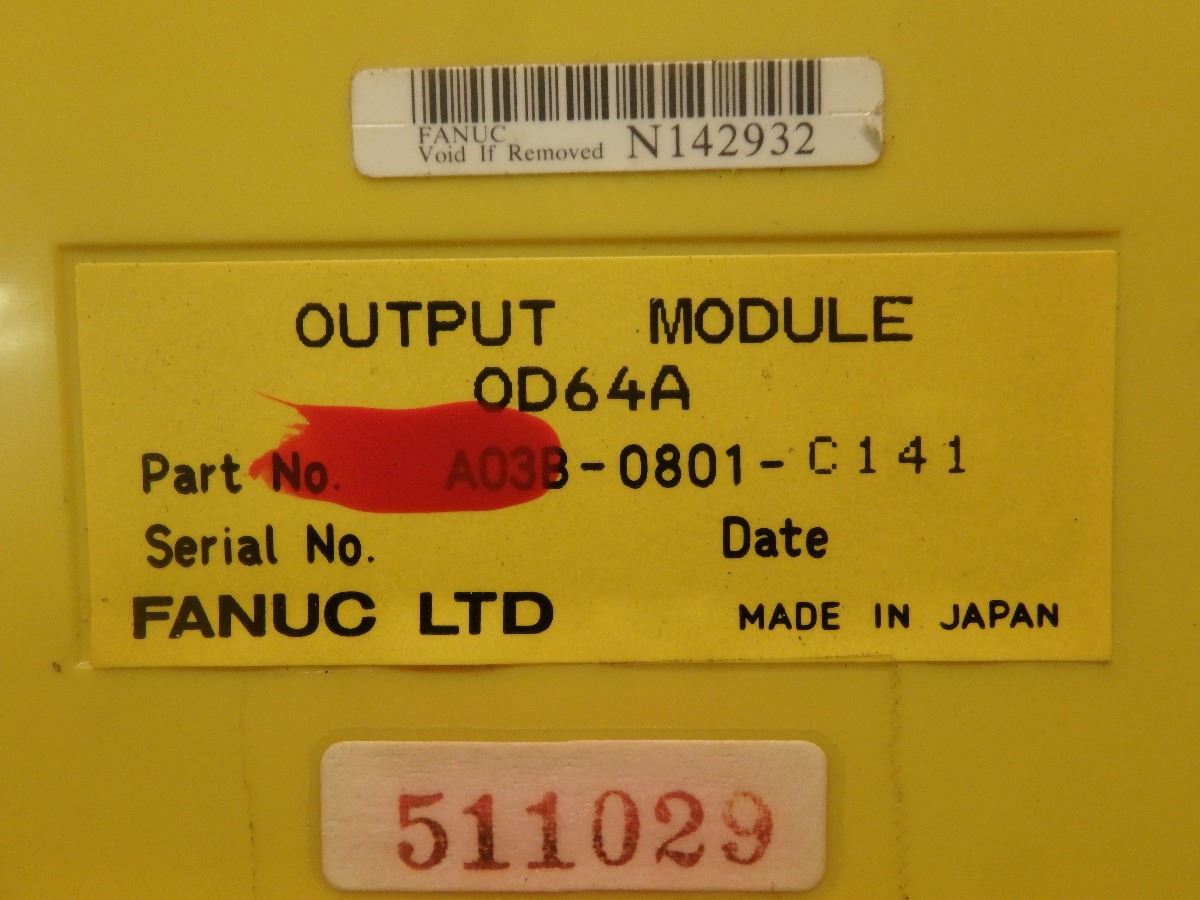 FANUC
Void If Removed N142932
OUTPUT MODULE
OD64A
Part No. A03B-0801-C141
Serial No. Date
FANUC LTD MADE IN JAPAN
511029